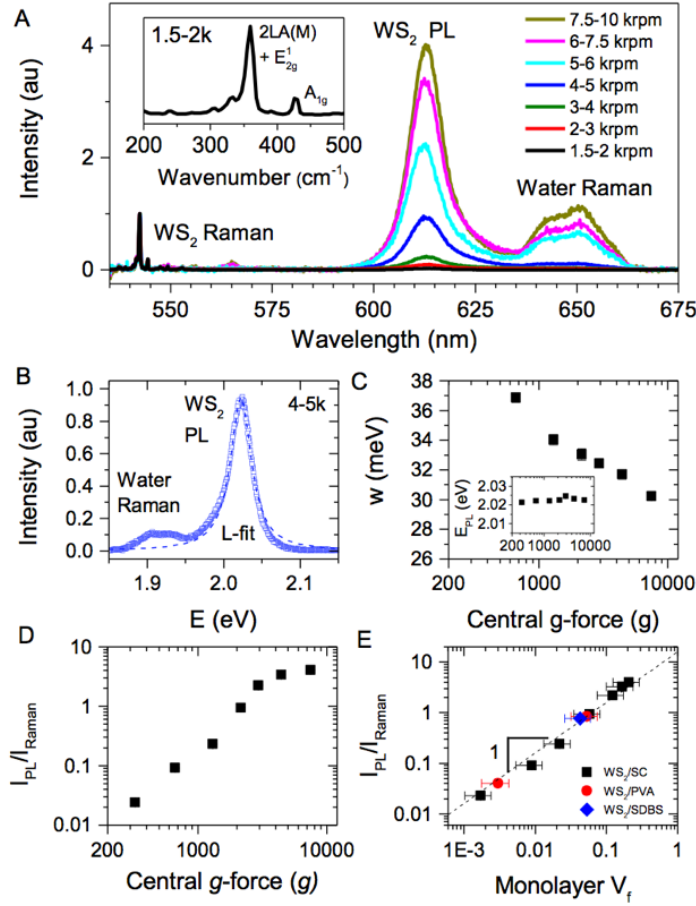 A
1.5-2k
2LA(M)
+ E¹₂g
A₁g
200 300 400 500
Wavenumber (cm⁻¹)
WS₂ PL
7.5-10 krpm
6-7.5 krpm
5-6 krpm
4-5 krpm
3-4 krpm
2-3 krpm
1.5-2 krpm
Water Raman
WS₂ Raman
4
2
0
Intensity (au)
550 575 600 625 650 675
Wavelength (nm)
B
WS₂
PL
4-5k
Water
Raman
L-fit
1.0
0.8
0.6
0.4
0.2
0.0
Intensity (au)
1.9 2.0 2.1
E (eV)
C
38
36
34
32
30
28
26
w (meV)
E_PL (eV)
2.03
2.02
2.01
200 1000 10000
200 1000 10000
Central g-force (g)
D
10
1
0.1
0.01
I_PL/I_Raman
200 1000 10000
Central g-force (g)
E
10
1
0.1
0.01
I_PL/I_Raman
1
WS₂/SC
WS₂/PVA
WS₂/SDBS
1E-3 0.01 0.1 1
Monolayer V_f